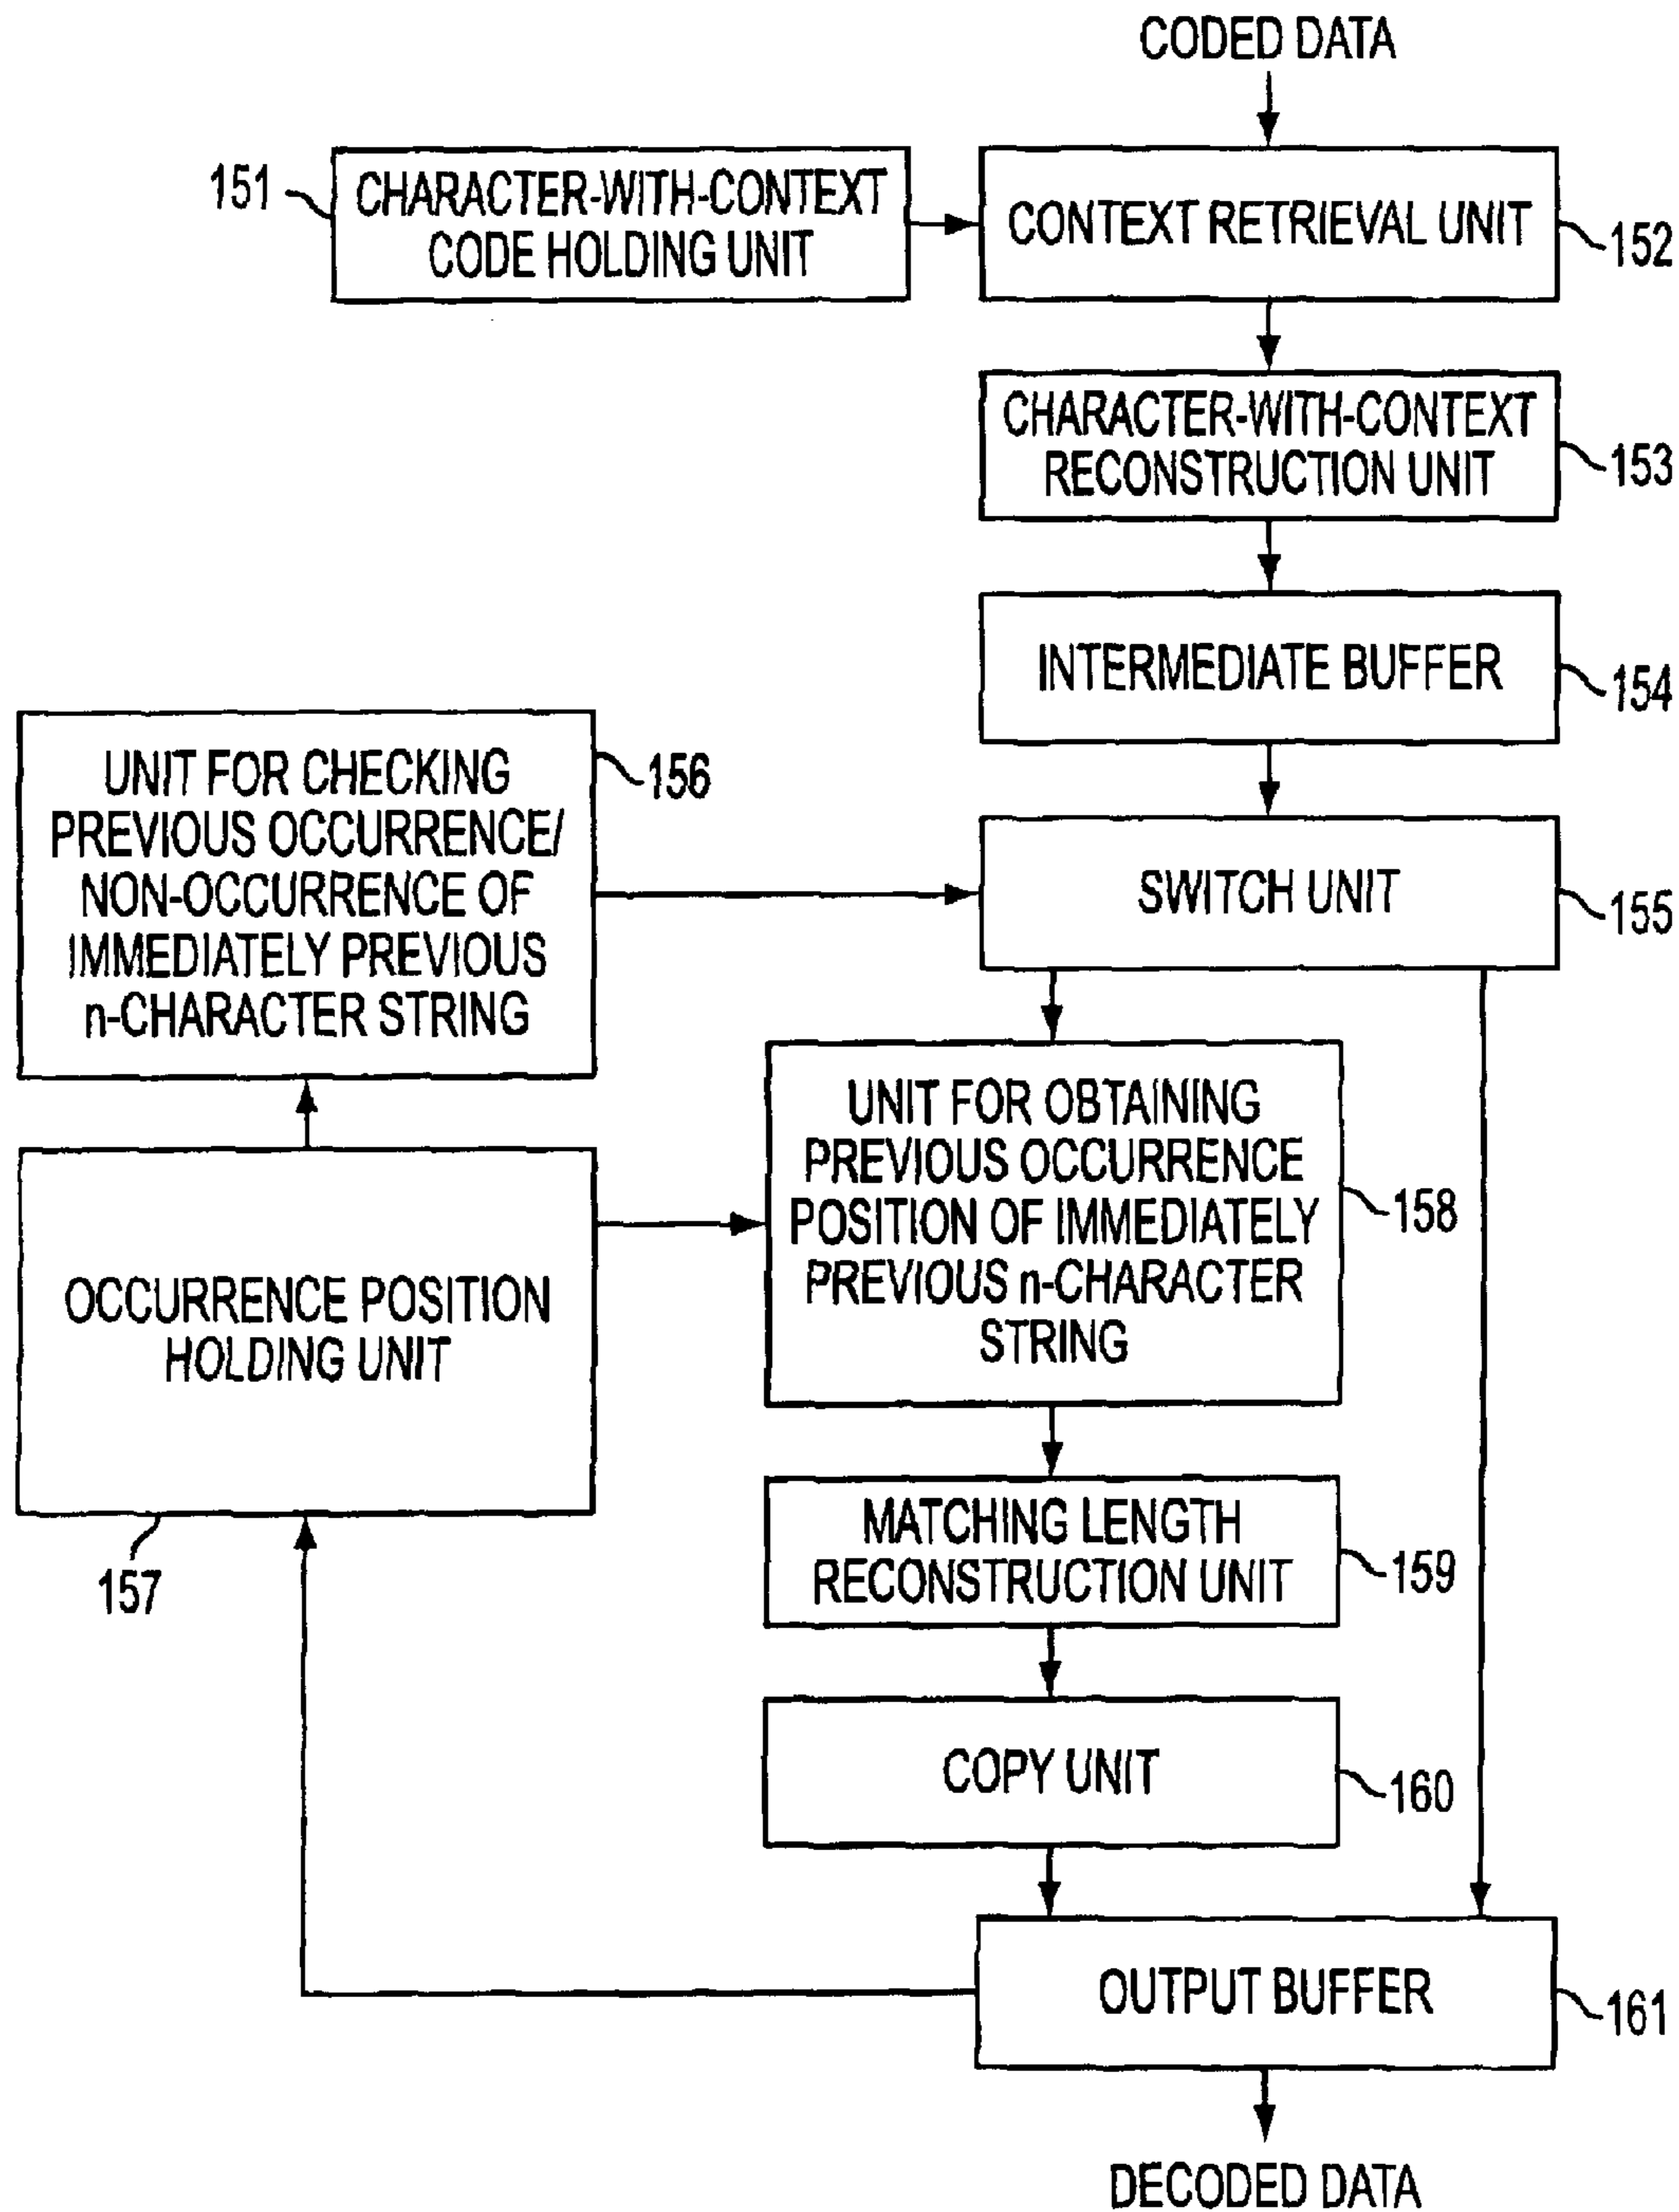 CODED DATA
151
CHARACTER-WITH-CONTEXT
CODE HOLDING UNIT
CONTEXT RETRIEVAL UNIT
152
CHARACTER-WITH-CONTEXT
RECONSTRUCTION UNIT
153
INTERMEDIATE BUFFER
154
UNIT FOR CHECKING
PREVIOUS OCCURRENCE/
NON-OCCURRENCE OF
IMMEDIATELY PREVIOUS
n-CHARACTER STRING
156
SWITCH UNIT
155
UNIT FOR OBTAINING
PREVIOUS OCCURRENCE
POSITION OF IMMEDIATELY
PREVIOUS n-CHARACTER
STRING
158
OCCURRENCE POSITION
HOLDING UNIT
157
MATCHING LENGTH
RECONSTRUCTION UNIT
159
COPY UNIT
160
OUTPUT BUFFER
161
DECODED DATA